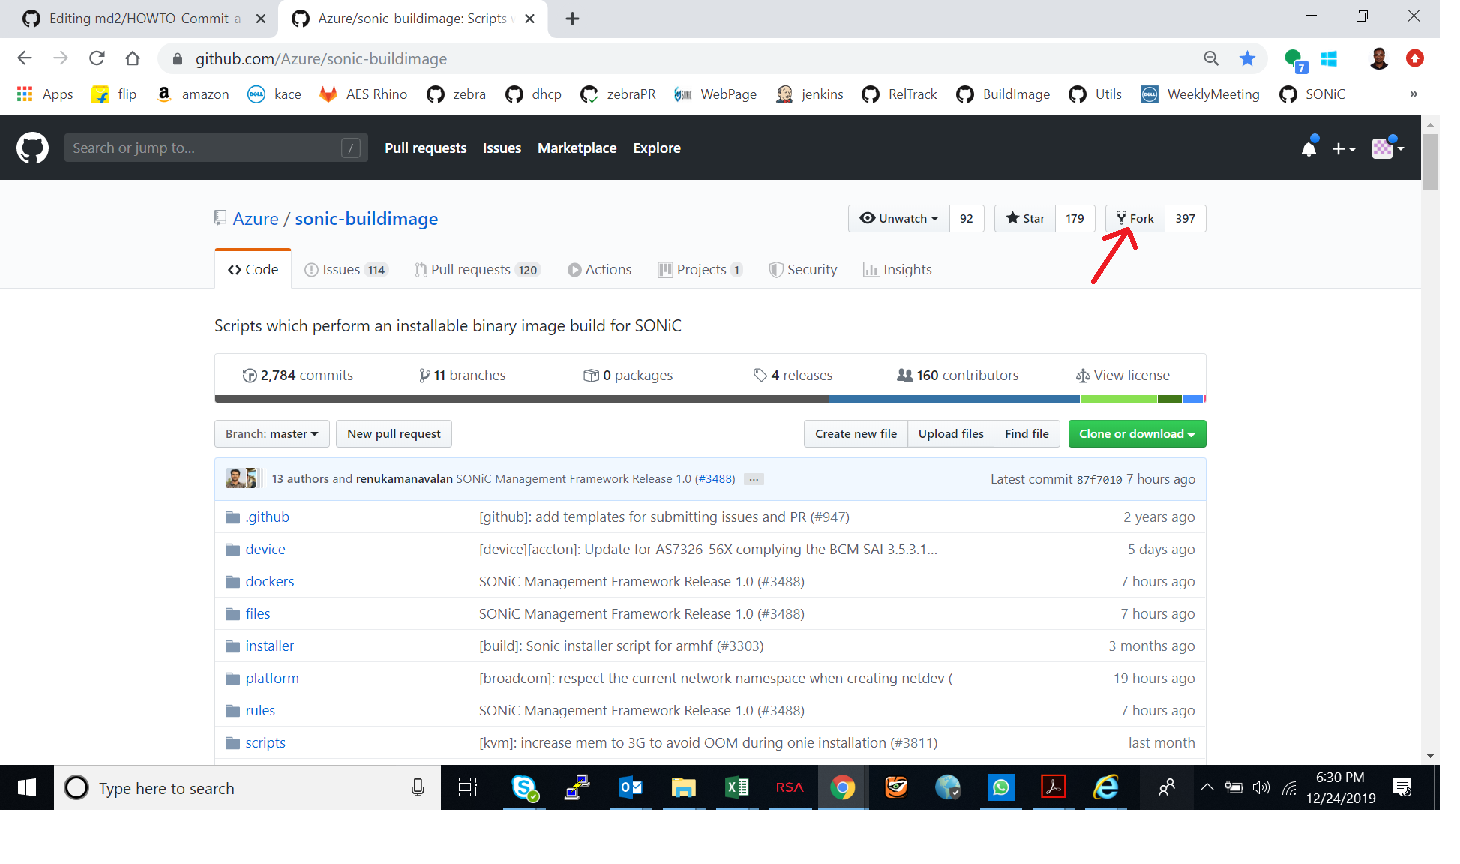 Editing md2/HOWTO-Commit a
Azure/sonic-buildimage: Scripts w
github.com/Azure/sonic-buildimage
7
Apps flip amazon kace AES Rhino zebra dhcp zebraPR WebPage jenkins RelTrack BuildImage Utils WeeklyMeeting SONiC »
Search or jump to... / Pull requests Issues Marketplace Explore
Azure / sonic-buildimage
Unwatch 92 Star 179 Fork 397
Code Issues 114 Pull requests 120 Actions Projects 1 Security Insights
Scripts which perform an installable binary image build for SONiC
2,784 commits 11 branches 0 packages 4 releases 160 contributors View license
Branch: master New pull request Create new file Upload files Find file Clone or download
13 authors and renukamanavalan SONiC Management Framework Release 1.0 (#3488) ... Latest commit 87f7010 7 hours ago
.github [github]: add templates for submitting issues and PR (#947) 2 years ago
device [device][accton]: Update for AS7326-56X complying the BCM SAI 3.5.3.1... 5 days ago
dockers SONiC Management Framework Release 1.0 (#3488) 7 hours ago
files SONiC Management Framework Release 1.0 (#3488) 7 hours ago
installer [build]: Sonic installer script for armhf (#3303) 3 months ago
platform [broadcom]: respect the current network namespace when creating netdev ( 19 hours ago
rules SONiC Management Framework Release 1.0 (#3488) 7 hours ago
scripts [kvm]: increase mem to 3G to avoid OOM during onie installation (#3811) last month
Type here to search RSA 6:30 PM
12/24/2019